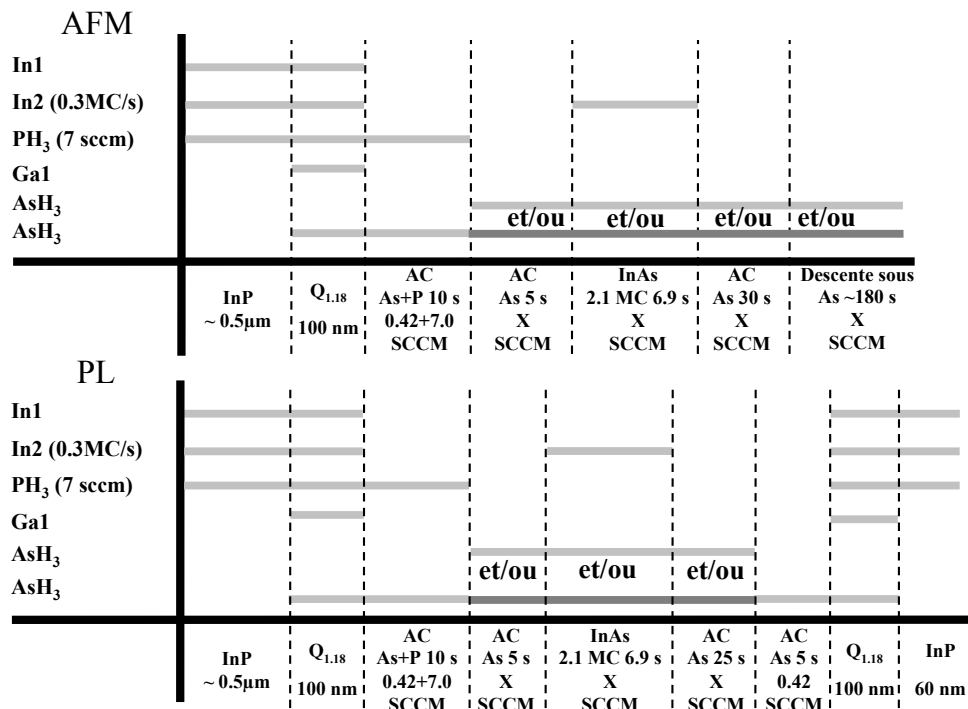 AFM
In1
In2 (0.3MC/s)
PH₃ (7 sccm)
Ga1
AsH₃
AsH₃
et/ou et/ou et/ou et/ou
InP
~ 0.5µm
Q₁.₁₈
100 nm
AC
As+P 10 s
0.42+7.0
SCCM
AC
As 5 s
X
SCCM
InAs
2.1 MC 6.9 s
X
SCCM
AC
As 30 s
X
SCCM
Descente sous
As ~180 s
X
SCCM
PL
In1
In2 (0.3MC/s)
PH₃ (7 sccm)
Ga1
AsH₃
AsH₃
et/ou et/ou et/ou
InP
~ 0.5µm
Q₁.₁₈
100 nm
AC
As+P 10 s
0.42+7.0
SCCM
AC
As 5 s
X
SCCM
InAs
2.1 MC 6.9 s
X
SCCM
AC
As 25 s
X
SCCM
AC
As 5 s
0.42
SCCM
Q₁.₁₈
100 nm
InP
60 nm